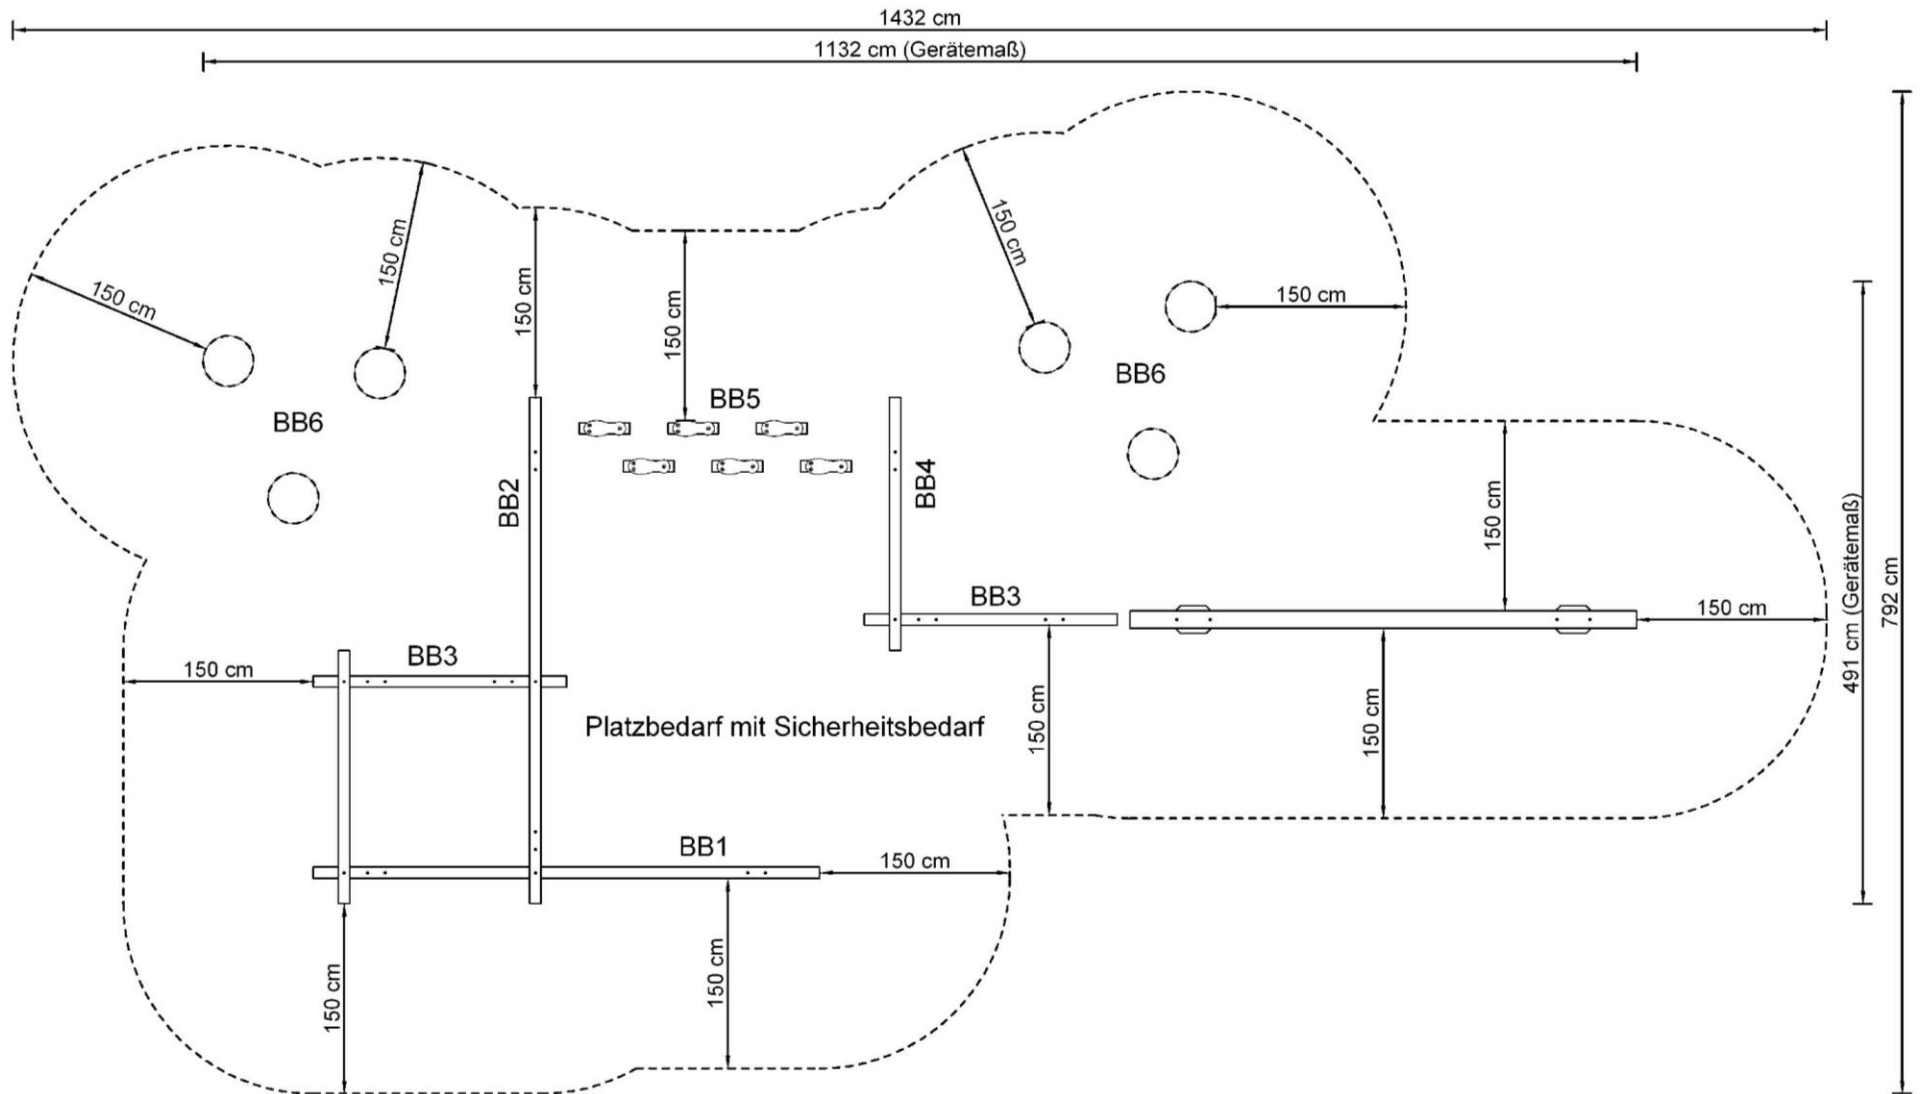 1432 cm
1132 cm (Gerätemaß)
150 cm
150 cm
150 cm
150 cm
150 cm
150 cm
BB6
BB5
BB6
BB2
BB4
150 cm
491 cm (Gerätemaß)
792 cm
BB3
150 cm
BB3
150 cm
Platzbedarf mit Sicherheitsbedarf
150 cm
150 cm
BB1
150 cm
150 cm
150 cm